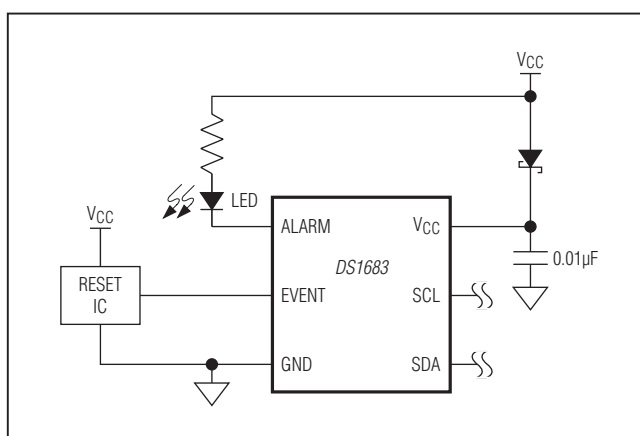 VCC
LED
VCC
ALARM
VCC
DS1683
0.01µF
RESET
IC
EVENT
SCL
GND
SDA